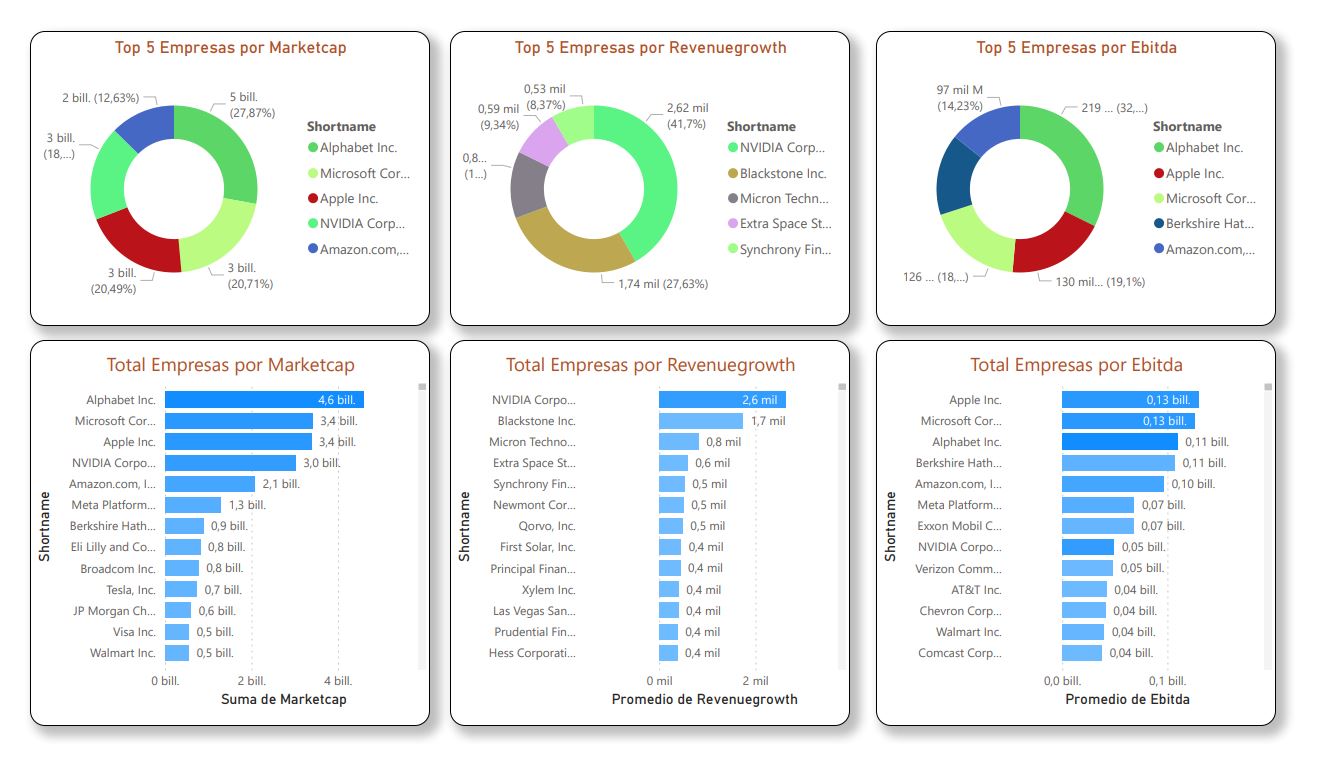 Top 5 Empresas por Marketcap
2 bill. (12,63%)
5 bill.
(27,87%)
3 bill.
(18,...)
3 bill.
(20,49%)
3 bill.
(20,71%)
Shortname
Alphabet Inc.
Microsoft Cor...
Apple Inc.
NVIDIA Corp...
Amazon.com,...
Top 5 Empresas por Revenuegrowth
0,53 mil
(8,37%)
0,59 mil
(9,34%)
2,62 mil
(41,7%)
0,8...
(1...)
1,74 mil (27,63%)
Shortname
NVIDIA Corp...
Blackstone Inc.
Micron Techn...
Extra Space St...
Synchrony Fin...
Top 5 Empresas por Ebitda
97 mil M
(14,23%)
219 ... (32,...)
126 ... (18,...)
130 mil... (19,1%)
Shortname
Alphabet Inc.
Apple Inc.
Microsoft Cor...
Berkshire Hat...
Amazon.com,...
Total Empresas por Marketcap
Shortname
Alphabet Inc. 4,6 bill.
Microsoft Cor... 3,4 bill.
Apple Inc. 3,4 bill.
NVIDIA Corpo... 3,0 bill.
Amazon.com, I... 2,1 bill.
Meta Platform... 1,3 bill.
Berkshire Hath... 0,9 bill.
Eli Lilly and Co... 0,8 bill.
Broadcom Inc. 0,8 bill.
Tesla, Inc. 0,7 bill.
JP Morgan Ch... 0,6 bill.
Visa Inc. 0,5 bill.
Walmart Inc. 0,5 bill.
0 bill. 2 bill. 4 bill.
Suma de Marketcap
Total Empresas por Revenuegrowth
Shortname
NVIDIA Corpo... 2,6 mil
Blackstone Inc. 1,7 mil
Micron Techno... 0,8 mil
Extra Space St... 0,6 mil
Synchrony Fin... 0,5 mil
Newmont Cor... 0,5 mil
Qorvo, Inc. 0,5 mil
First Solar, Inc. 0,4 mil
Principal Finan... 0,4 mil
Xylem Inc. 0,4 mil
Las Vegas San... 0,4 mil
Prudential Fin... 0,4 mil
Hess Corporati... 0,4 mil
0 mil 2 mil
Promedio de Revenuegrowth
Total Empresas por Ebitda
Shortname
Apple Inc. 0,13 bill.
Microsoft Cor... 0,13 bill.
Alphabet Inc. 0,11 bill.
Berkshire Hath... 0,11 bill.
Amazon.com, I... 0,10 bill.
Meta Platform... 0,07 bill.
Exxon Mobil C... 0,07 bill.
NVIDIA Corpo... 0,05 bill.
Verizon Comm... 0,05 bill.
AT&T Inc. 0,04 bill.
Chevron Corp... 0,04 bill.
Walmart Inc. 0,04 bill.
Comcast Corp... 0,04 bill.
0,0 bill. 0,1 bill.
Promedio de Ebitda